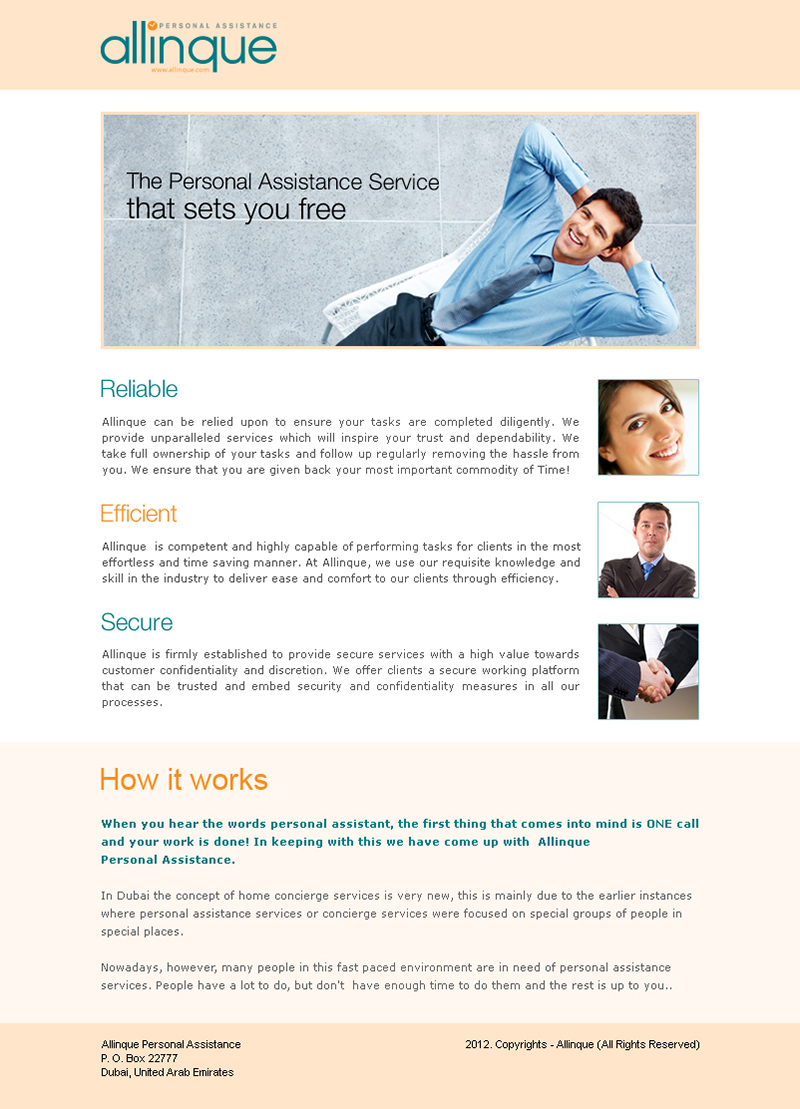 PERSONAL ASSISTANCE
allinque
www.allinque.com
The Personal Assistance Service
that sets you free
Reliable
Allinque can be relied upon to ensure your tasks are completed diligently. We
provide unparalleled services which will inspire your trust and dependability. We
take full ownership of your tasks and follow up regularly removing the hassle from
you. We ensure that you are given back your most important commodity of Time!
Efficient
Allinque  is competent and highly capable of performing tasks for clients in the most
effortless and time saving manner. At Allinque, we use our requisite knowledge and
skill in the industry to deliver ease and comfort to our clients through efficiency.
Secure
Allinque is firmly established to provide secure services with a high value towards
customer confidentiality and discretion. We offer clients a secure working platform
that can be trusted and embed security and confidentiality measures in all our
processes.
How it works
When you hear the words personal assistant, the first thing that comes into mind is ONE call
and your work is done! In keeping with this we have come up with  Allinque
Personal Assistance.
In Dubai the concept of home concierge services is very new, this is mainly due to the earlier instances
where personal assistance services or concierge services were focused on special groups of people in
special places.
Nowadays, however, many people in this fast paced environment are in need of personal assistance
services. People have a lot to do, but don't  have enough time to do them and the rest is up to you..
Allinque Personal Assistance
P. O. Box 22777
Dubai, United Arab Emirates
2012. Copyrights - Allinque (All Rights Reserved)